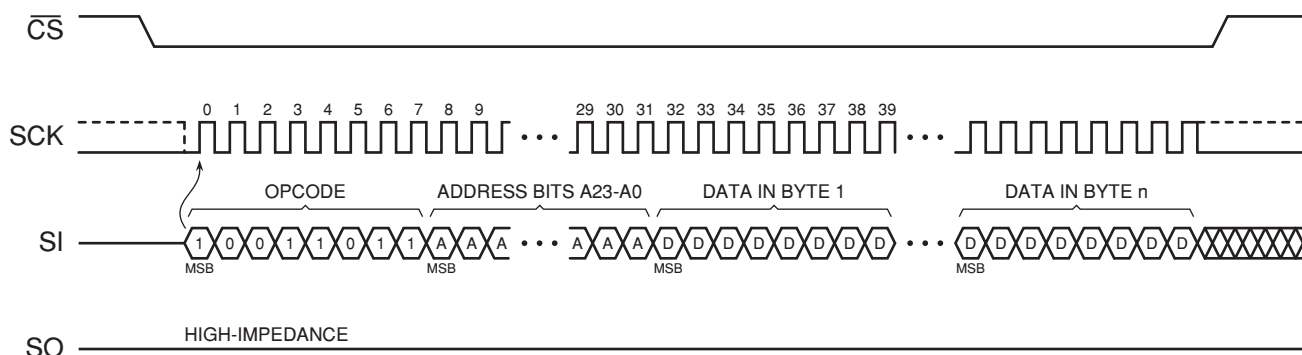 CS
0 1 2 3 4 5 6 7 8 9 29 30 31 32 33 34 35 36 37 38 39
SCK
OPCODE ADDRESS BITS A23-A0 DATA IN BYTE 1 DATA IN BYTE n
SI 1 0 0 1 1 0 1 1 A A A A A A D D D D D D D D D D D D D D D D
MSB MSB MSB MSB
HIGH-IMPEDANCE
SO